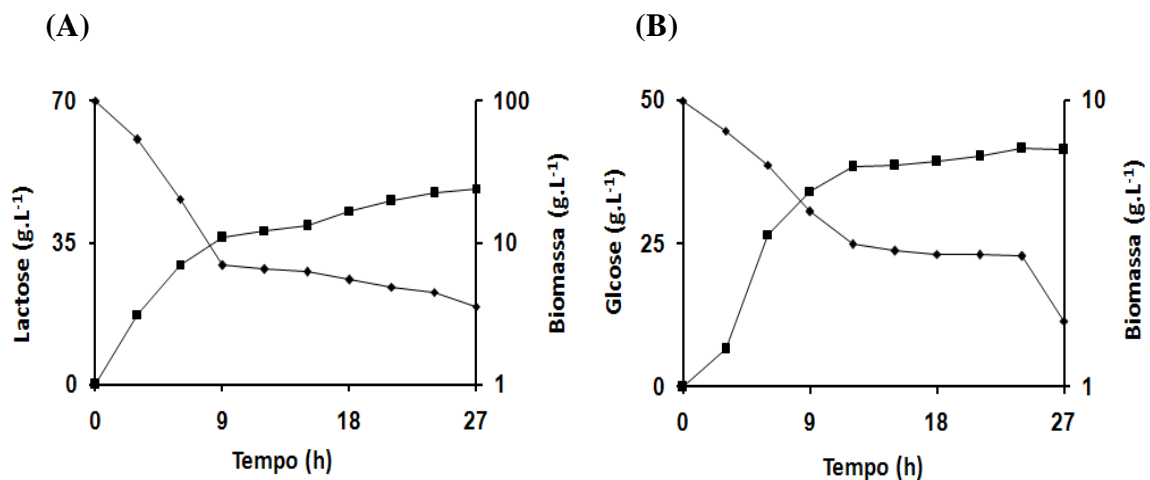 (A)
70
35
0
Lactose (g.L⁻¹)
100
10
1
Biomassa (g.L⁻¹)
0 9 18 27
Tempo (h)
(B)
50
25
0
Glcose (g.L⁻¹)
10
1
Biomassa (g.L⁻¹)
0 9 18 27
Tempo (h)